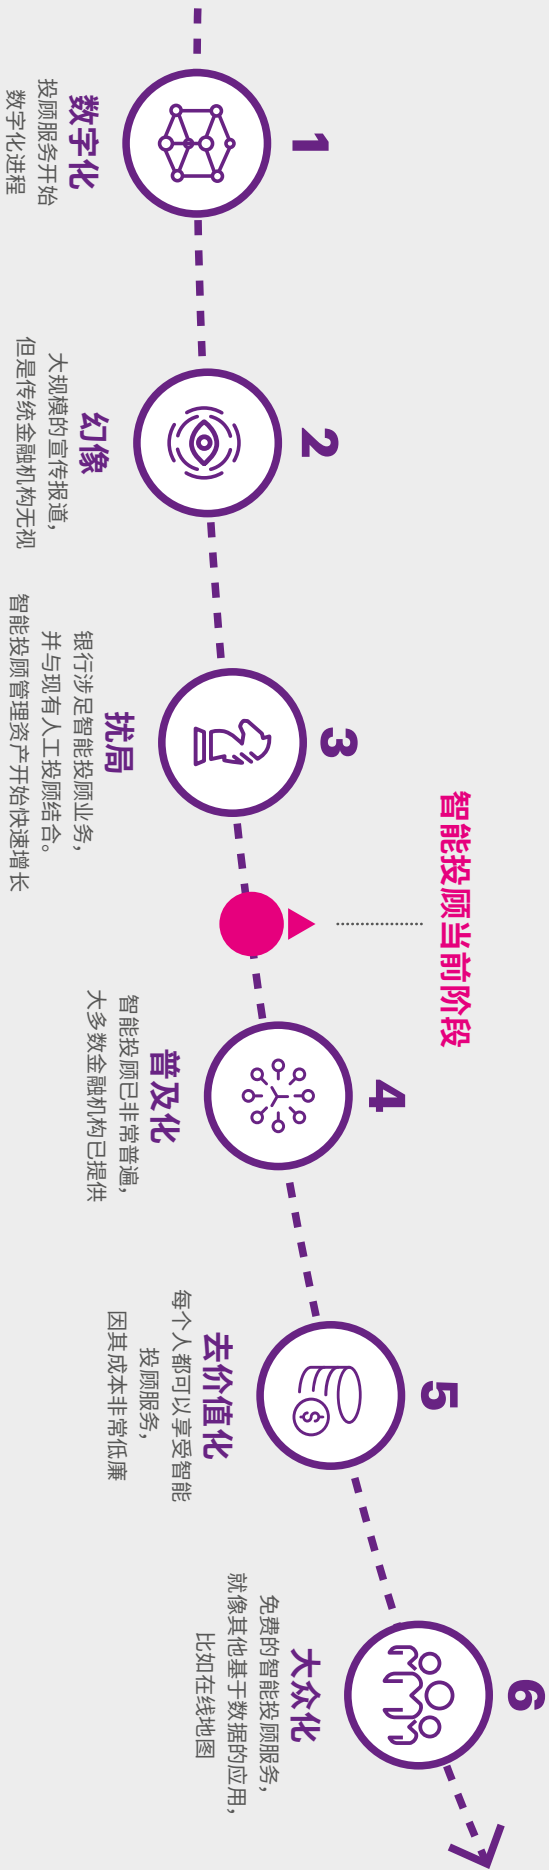 1
数字化
投顾服务开始
数字化进程
2
幻像
大规模的宣传报道，
但是传统金融机构无视
3
扰局
银行涉足智能投顾业务，
并与现有人工投顾结合。
智能投顾管理资产开始快速增长
智能投顾当前阶段
4
普及化
智能投顾已非常普遍，
大多数金融机构已提供
5
去价值化
每个人都可以享受智能
投顾服务，
因其成本非常低廉
$
6
大众化
免费的智能投顾服务，
就像其他基于数据的应用，
比如在线地图